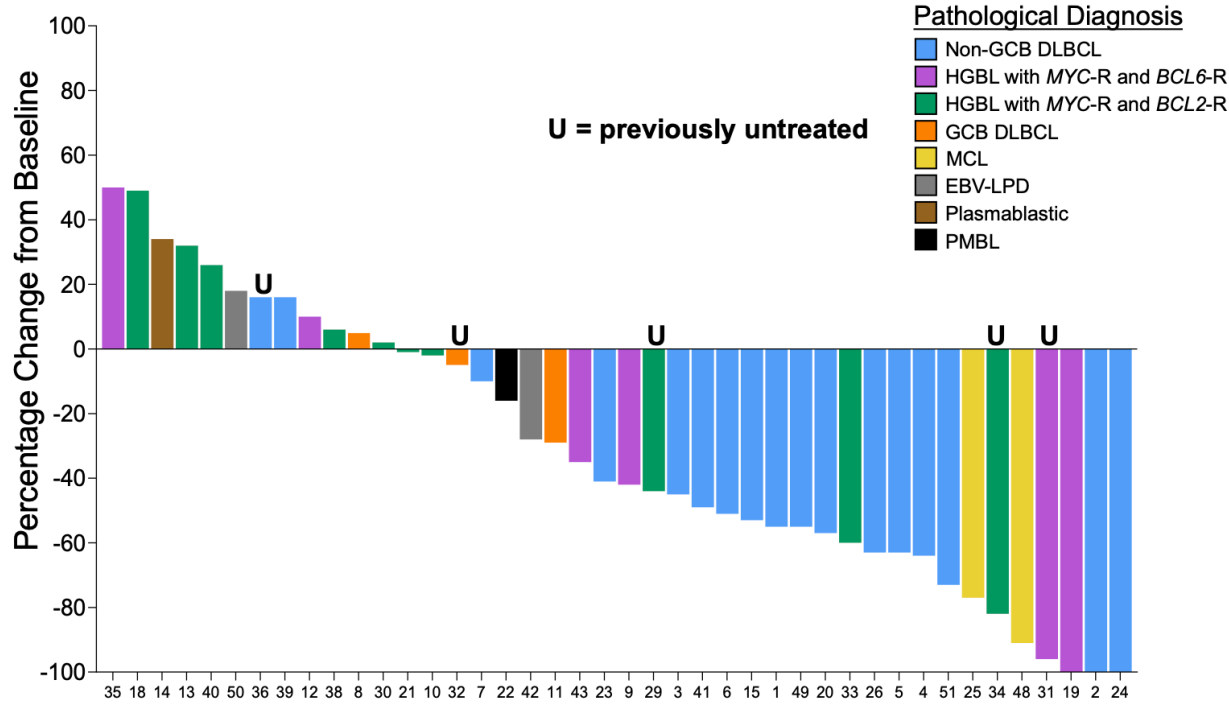 Pathological Diagnosis
Non-GCB DLBCL
HGBL with MYC-R and BCL6-R
HGBL with MYC-R and BCL2-R
GCB DLBCL
MCL
EBV-LPD
Plasmablastic
PMBL
U = previously untreated
Percentage Change from Baseline
100
80
60
40
20
0
-20
-40
-60
-80
-100
U U U U U
35 18 14 13 40 50 36 39 12 38 8 30 21 10 32 7 22 42 11 43 23 9 29 3 41 6 15 1 49 20 33 26 5 4 51 25 34 48 31 19 2 24